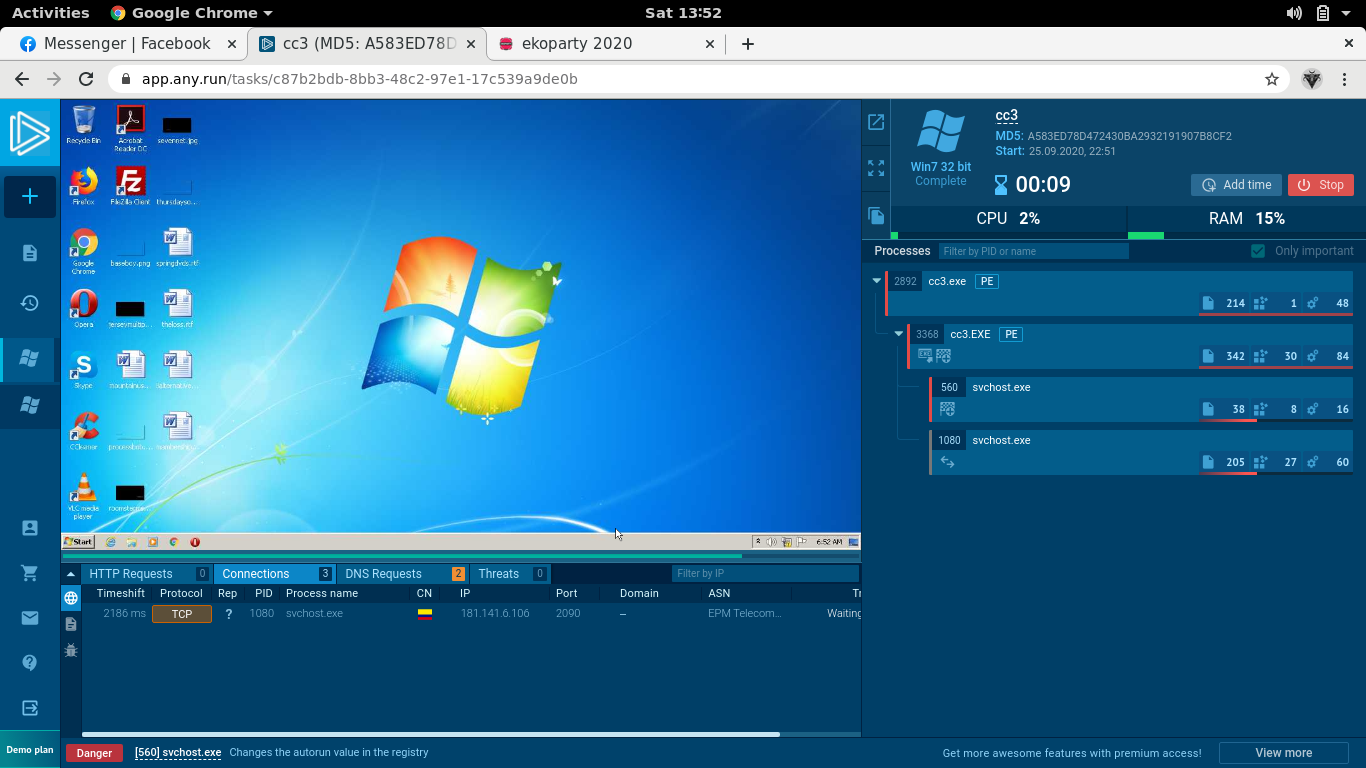 Activities Google Chrome Sat 13:52
Messenger | Facebook cc3 (MD5: A583ED78D ekoparty 2020
app.any.run/tasks/c87b2bdb-8bb3-48c2-97e1-17c539a9de0b
Recycle Bin
Acrobat Reader DC
sevennet.jpg
Firefox
FileZilla Client
thursdayso...
Google Chrome
baseboy.png
springdvds.rtf
Opera
jerseymultip...
theloss.rtf
Skype
mountainus...
CCleaner
VLC media player
Start 6:52 AM
cc3
MD5: A583ED78D472430BA2932191907B8CF2
Start: 25.09.2020, 22:51
Win7 32 bit
Complete
00:09 Add time Stop
CPU 2% RAM 15%
Processes Filter by PID or name Only important
2892 cc3.exe PE
214 1 48
3368 cc3.EXE PE
342 30 84
560 svchost.exe
38 8 16
1080 svchost.exe
205 27 60
HTTP Requests 0 Connections 3 DNS Requests 2 Threats 0 Filter by IP
Timeshift Protocol Rep PID Process name CN IP Port Domain ASN Tr
2186 ms TCP ? 1080 svchost.exe 181.141.6.106 2090 – EPM Telecom... Waiting
Demo plan
Danger [560] svchost.exe Changes the autorun value in the registry Get more awesome features with premium access! View more